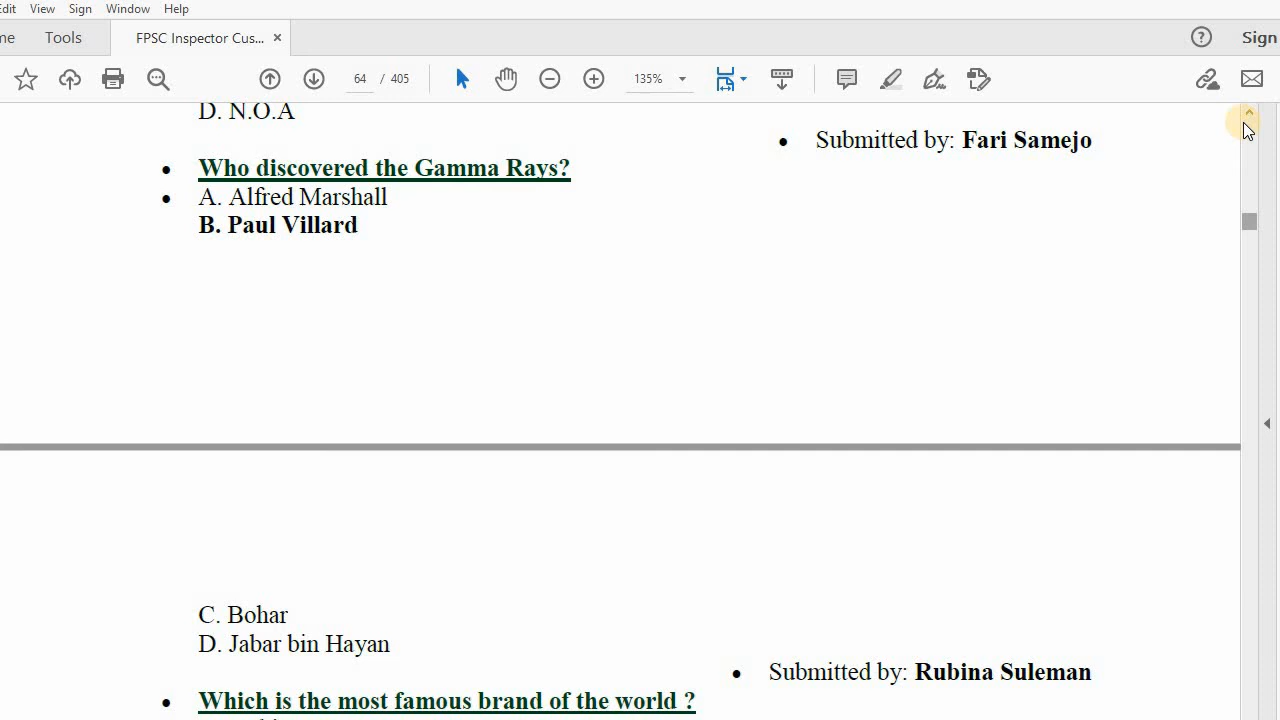 View Sign Window Help
Tools FPSC Inspector Cus... × ? Sign
64 / 405 135%
D. N.O.A
• Submitted by: Fari Samejo
• Who discovered the Gamma Rays?
• A. Alfred Marshall
B. Paul Villard
C. Bohar
D. Jabar bin Hayan
• Submitted by: Rubina Suleman
• Which is the most famous brand of the world ?